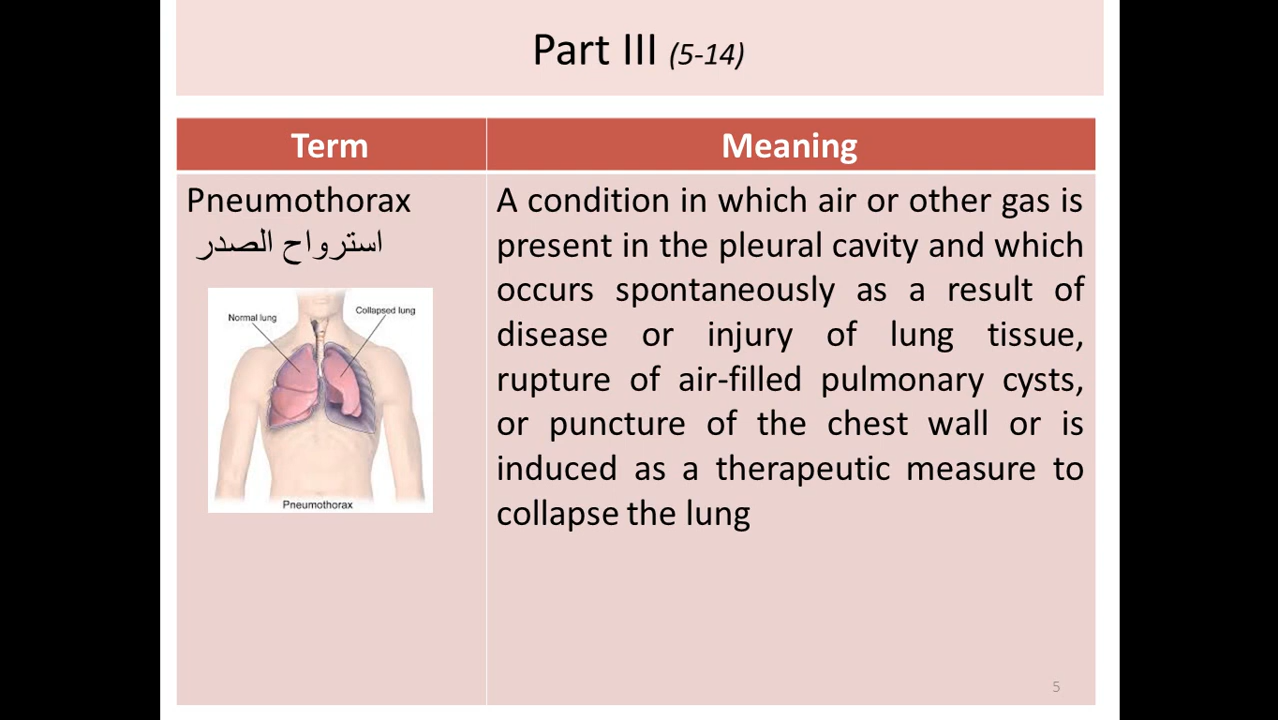 Part III (5-14)
Term
Meaning
Pneumothorax
استرواح الصدر
Normal lung
Collapsed lung
Pneumothorax
A condition in which air or other gas is
present in the pleural cavity and which
occurs spontaneously as a result of
disease or injury of lung tissue,
rupture of air-filled pulmonary cysts,
or puncture of the chest wall or is
induced as a therapeutic measure to
collapse the lung
5